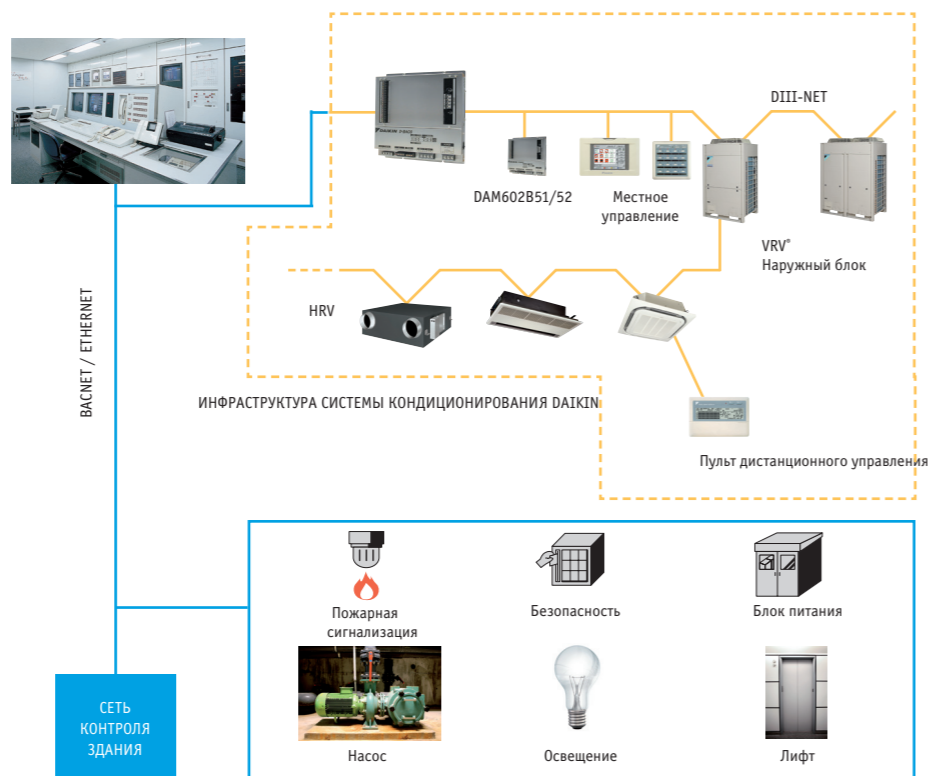 DIII-NET
DAIKIN
DAM602B51/52
Местное
управление
VRV®
Наружный блок
HRV
BACNET / ETHERNET
ИНФРАСТРУКТУРА СИСТЕМЫ КОНДИЦИОНИРОВАНИЯ DAIKIN
Пульт дистанционного управления
Пожарная
сигнализация
Безопасность
Блок питания
СЕТЬ
КОНТРОЛЯ
ЗДАНИЯ
Насос
Освещение
Лифт